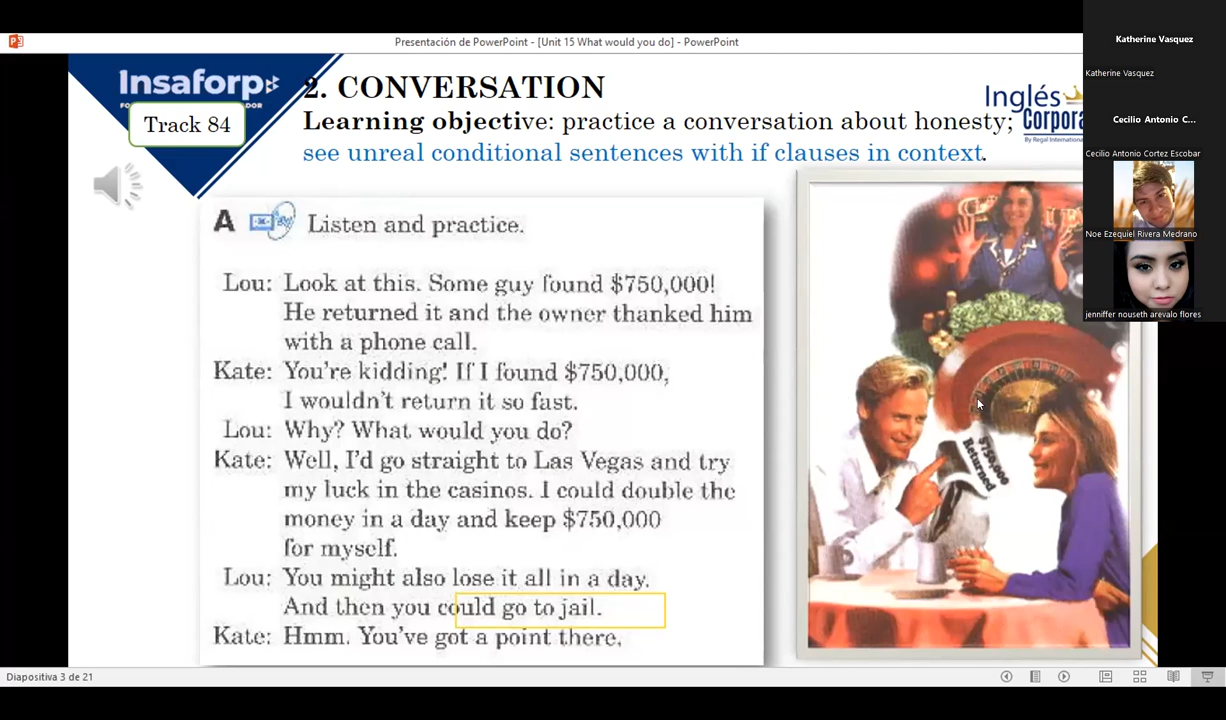 Presentación de PowerPoint - [Unit 15 What would you do] - PowerPoint
Katherine Vasquez
Katherine Vasquez
Cecilio Antonio C...
Cecilio Antonio Cortez Escobar
Noe Ezequiel Rivera Medrano
jenniffer nouseth arevalo flores
Insaforp
Track 84
2. CONVERSATION
Learning objective: practice a conversation about honesty;
see unreal conditional sentences with if clauses in context.
Inglés
Corpora
A Listen and practice.
Lou: Look at this. Some guy found $750,000!
He returned it and the owner thanked him
with a phone call.
Kate: You're kidding! If I found $750,000,
I wouldn't return it so fast.
Lou: Why? What would you do?
Kate: Well, I'd go straight to Las Vegas and try
my luck in the casinos. I could double the
money in a day and keep $750,000
for myself.
Lou: You might also lose it all in a day.
And then you could go to jail.
Kate: Hmm. You've got a point there.
$750,000
Returned
Diapositiva 3 de 21